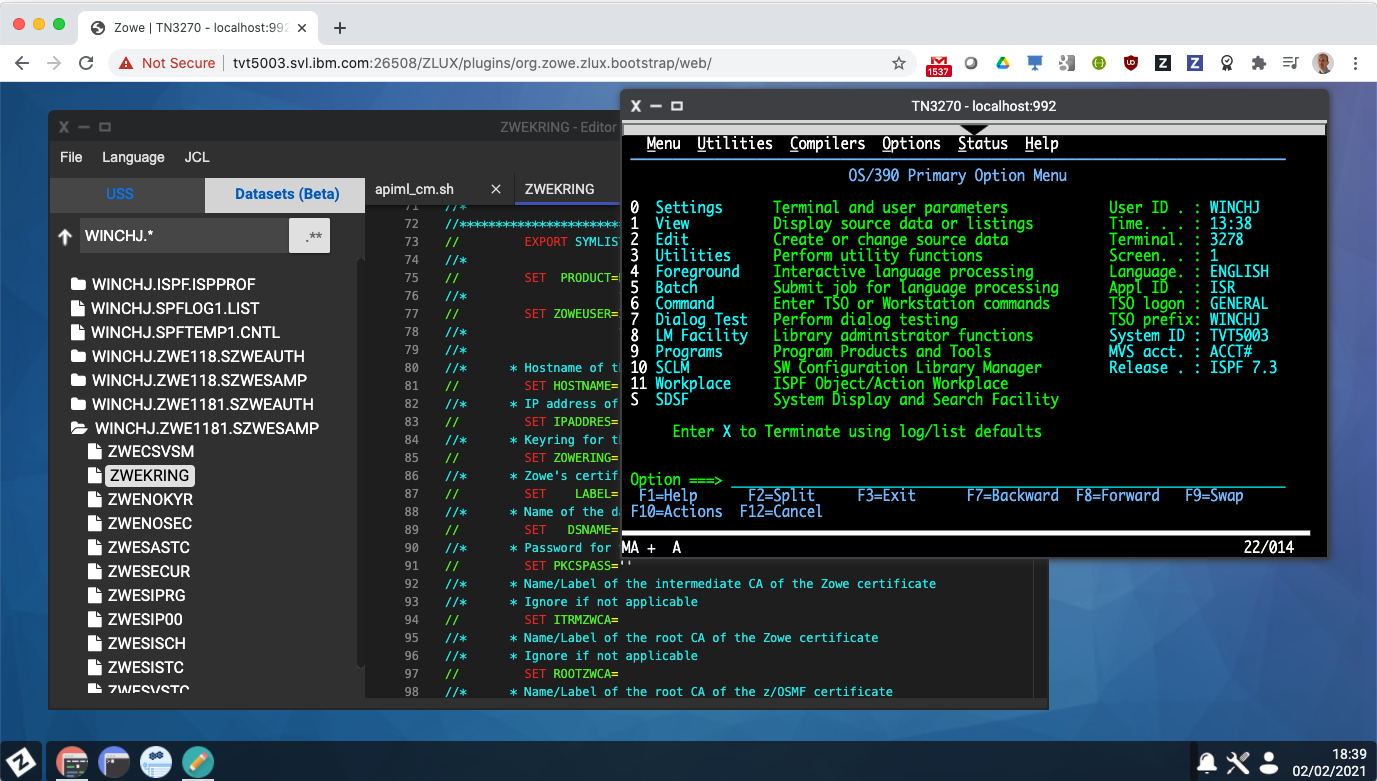 Zowe | TN3270 - localhost:992
Not Secure
tvt5003.svl.ibm.com:26508/ZLUX/plugins/org.zowe.zlux.bootstrap/web/
1537
ZWEKRING - Editor
File Language JCL
USS Datasets (Beta)
WINCHJ.* .**
WINCHJ.ISPF.ISPPROF
WINCHJ.SPFLOG1.LIST
WINCHJ.SPFTEMP1.CNTL
WINCHJ.ZWE118.SZWEAUTH
WINCHJ.ZWE118.SZWESAMP
WINCHJ.ZWE1181.SZWEAUTH
WINCHJ.ZWE1181.SZWESAMP
ZWECSVSM
ZWEKRING
ZWENOKYR
ZWENOSEC
ZWESASTC
ZWESECUR
ZWESIPRG
ZWESIP00
ZWESISCH
ZWESISTC
ZWESVSTC
apiml_cm.sh ZWEKRING
71 //*
72 //**********************
73 // EXPORT SYMLIST
74 //*
75 // SET PRODUCT=
76 //*
77 // SET ZOWEUSER=
78 //*
79 //*
80 //* * Hostname of th
81 // SET HOSTNAME=
82 //* * IP address of
83 // SET IPADDRES=
84 //* * Keyring for th
85 // SET ZOWERING=
86 //* * Zowe's certif
87 // SET LABEL=
88 //* * Name of the da
89 // SET DSNAME=
90 //* * Password for
91 // SET PKCSPASS=''
92 //* * Name/Label of the intermediate CA of the Zowe certificate
93 //* * Ignore if not applicable
94 // SET ITRMZWCA=
95 //* * Name/Label of the root CA of the Zowe certificate
96 //* * Ignore if not applicable
97 // SET ROOTZWCA=
98 //* * Name/Label of the root CA of the z/OSMF certificate
TN3270 - localhost:992
Menu Utilities Compilers Options Status Help
OS/390 Primary Option Menu
0 Settings Terminal and user parameters User ID . : WINCHJ
1 View Display source data or listings Time. . . : 13:38
2 Edit Create or change source data Terminal. : 3278
3 Utilities Perform utility functions Screen. . : 1
4 Foreground Interactive language processing Language. : ENGLISH
5 Batch Submit job for language processing Appl ID . : ISR
6 Command Enter TSO or Workstation commands TSO logon : GENERAL
7 Dialog Test Perform dialog testing TSO prefix: WINCHJ
8 LM Facility Library administrator functions System ID : TVT5003
9 Programs Program Products and Tools MVS acct. : ACCT#
10 SCLM SW Configuration Library Manager Release . : ISPF 7.3
11 Workplace ISPF Object/Action Workplace
S SDSF System Display and Search Facility
Enter X to Terminate using log/list defaults
Option ===>
F1=Help F2=Split F3=Exit F7=Backward F8=Forward F9=Swap
F10=Actions F12=Cancel
MA + A 22/014
18:39
02/02/2021